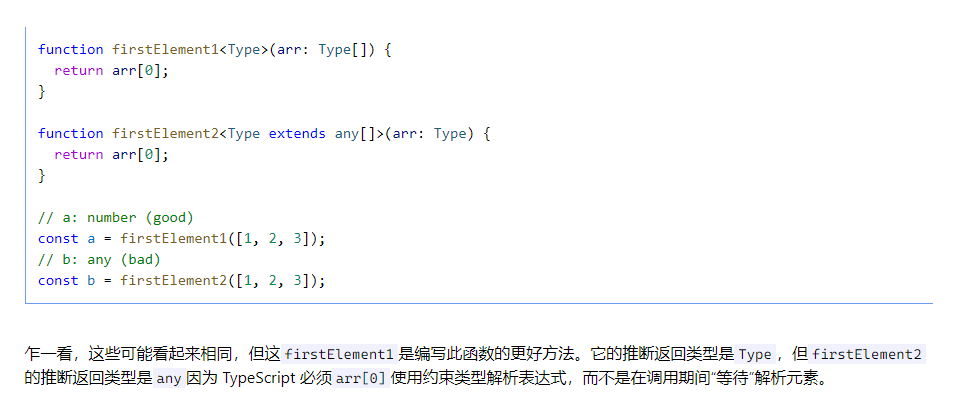 function firstElement1<Type>(arr: Type[]) {
  return arr[0];
}
function firstElement2<Type extends any[]>(arr: Type) {
  return arr[0];
}
// a: number (good)
const a = firstElement1([1, 2, 3]);
// b: any (bad)
const b = firstElement2([1, 2, 3]);
乍一看，这些可能看起来相同，但这 firstElement1 是编写此函数的更好方法。它的推断返回类型是 Type ，但 firstElement2
的推断返回类型是 any 因为 TypeScript 必须 arr[0] 使用约束类型解析表达式，而不是在调用期间“等待”解析元素。